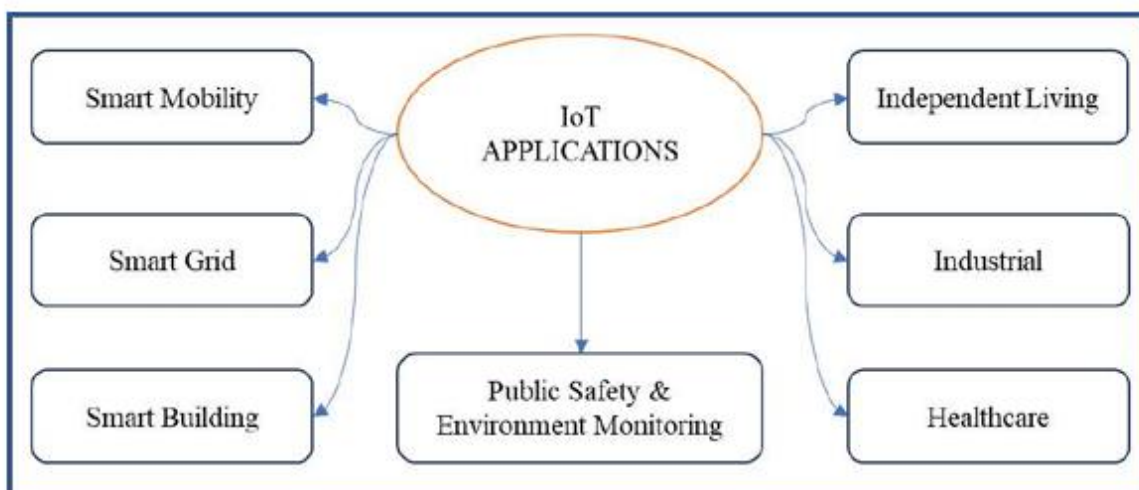 IoT
APPLICATIONS
Smart Mobility
Smart Grid
Smart Building
Public Safety &
Environment Monitoring
Independent Living
Industrial
Healthcare